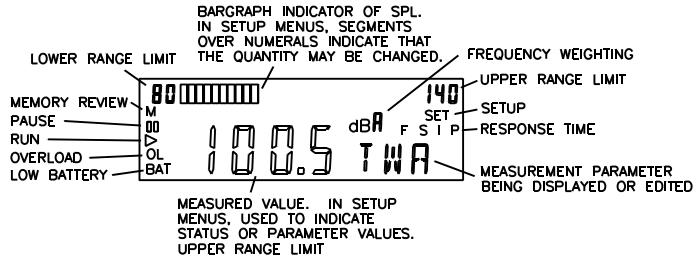 BARGRAPH INDICATOR OF SPL.
IN SETUP MENUS, SEGMENTS
OVER NUMERALS INDICATE THAT
THE QUANTITY MAY BE CHANGED.
LOWER RANGE LIMIT
FREQUENCY WEIGHTING
UPPER RANGE LIMIT
80
140
MEMORY REVIEW
M
SET
SETUP
PAUSE
dBA
F S I P
RESPONSE TIME
RUN
OVERLOAD
OL
100.5
TWA
LOW BATTERY
BAT
MEASUREMENT PARAMETER
BEING DISPLAYED OR EDITED
MEASURED VALUE. IN SETUP
MENUS, USED TO INDICATE
STATUS OR PARAMETER VALUES.
UPPER RANGE LIMIT